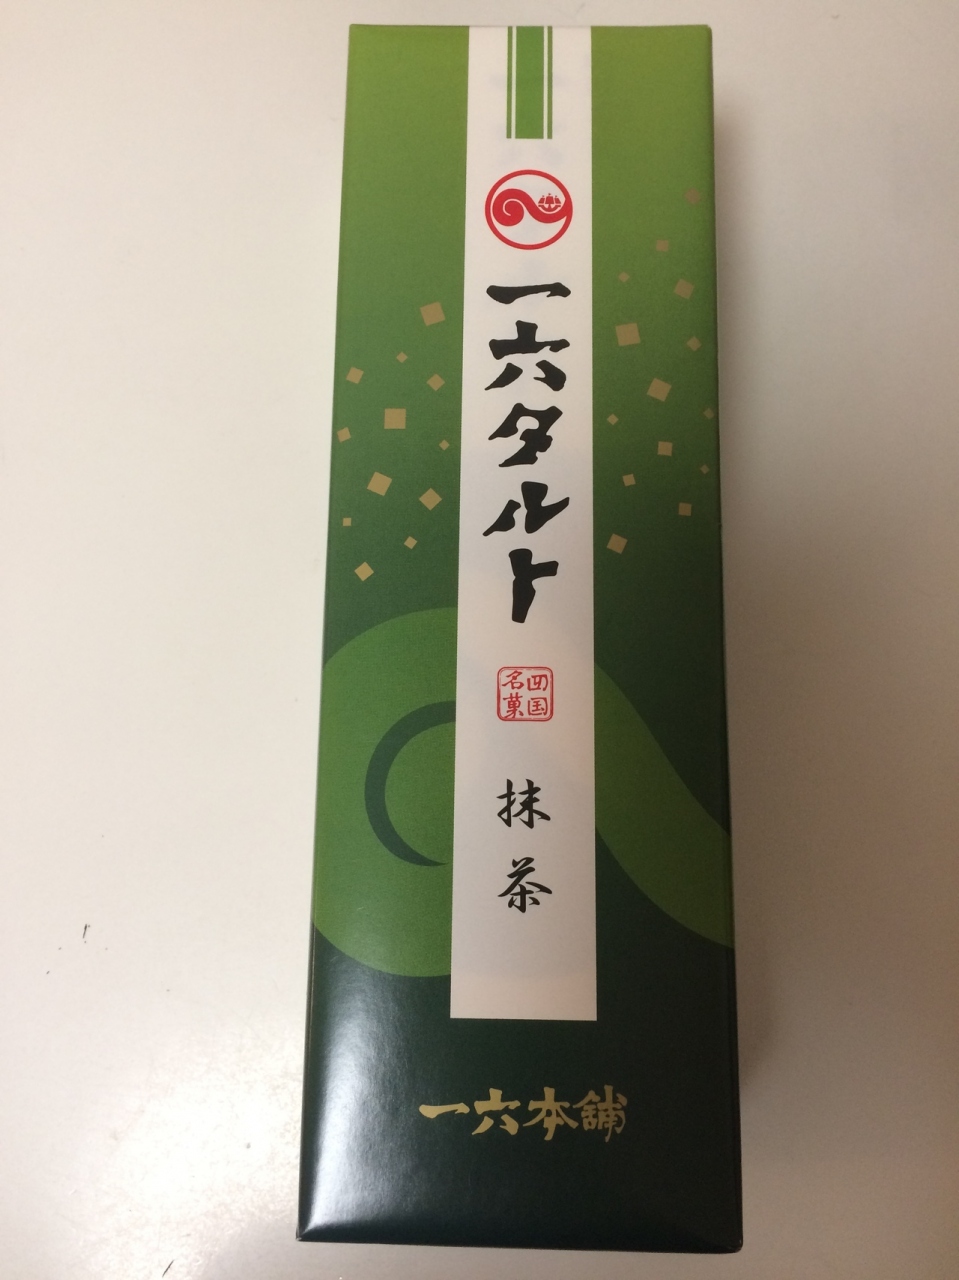 一六タルト
四国
名菓
抹茶
一六本舗